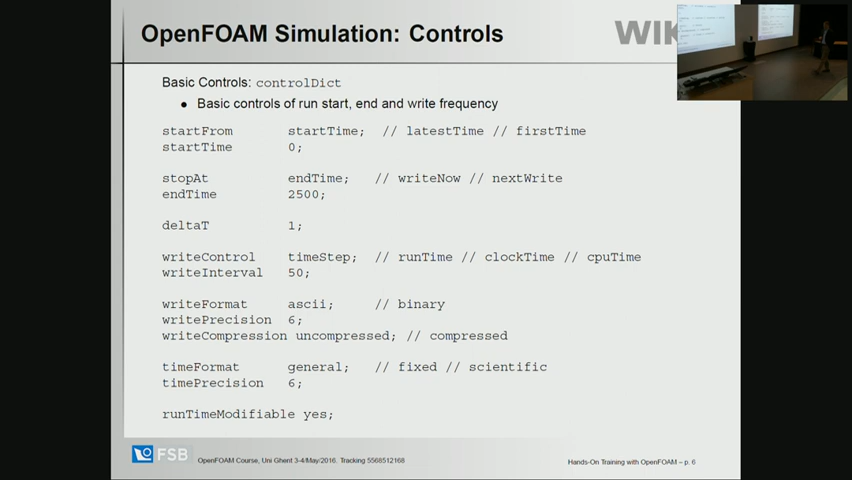 OpenFOAM Simulation: Controls
WIK
Basic Controls: controlDict
• Basic controls of run start, end and write frequency
startFrom startTime; // latestTime // firstTime
startTime 0;
stopAt endTime; // writeNow // nextWrite
endTime 2500;
deltaT 1;
writeControl timeStep; // runTime // clockTime // cpuTime
writeInterval 50;
writeFormat ascii; // binary
writePrecision 6;
writeCompression uncompressed; // compressed
timeFormat general; // fixed // scientific
timePrecision 6;
runTimeModifiable yes;
FSB
OpenFOAM Course, Uni Ghent 3-4/May/2016. Tracking 5568512168
Hands-On Training with OpenFOAM – p. 6